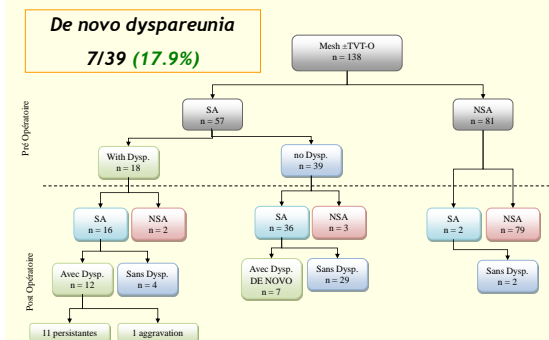 De novo dyspareunia
7/39 (17.9%)
Mesh ±TVT-O
n = 138
SA
n = 57
NSA
n = 81
Pré Opératoire
With Dysp.
n = 18
no Dysp.
n = 39
SA
n = 16
NSA
n = 2
SA
n = 36
NSA
n = 3
SA
n = 2
NSA
n = 79
Post Opératoire
Avec Dysp.
n = 12
Sans Dysp.
n = 4
Avec Dysp.
DE NOVO
n = 7
Sans Dysp.
n = 29
Sans Dysp.
n = 2
11 persistantes
1 aggravation